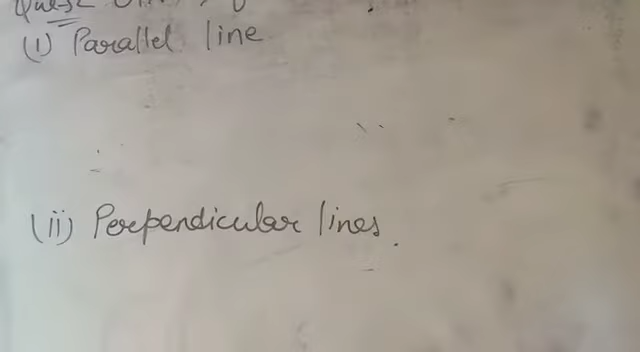 (i) Parallel line
(ii) Perpendicular lines.